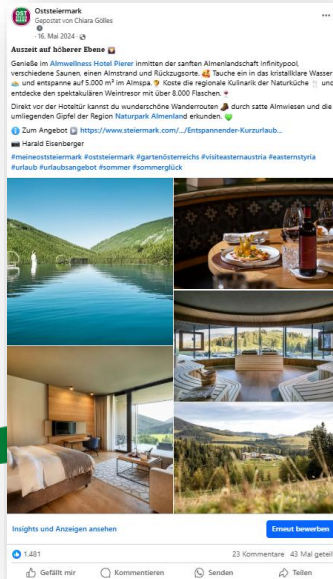 OST STEIER MARK
Oststeiermark
Gepostet von Chiara Gölles
· 16. Mai 2024 ·
Auszeit auf höherer Ebene
Genieße im Almwellness Hotel Pierer inmitten der sanften Almenlandschaft Infinitypool,
verschiedene Saunen, einen Almstrand und Rückzugsorte. Tauche ein in das kristallklare Wasser
und entspanne auf 5.000 m² im Almspa. Koste die regionale Kulinarik der Naturküche und
entdecke den spektakulären Weintresor mit über 8.000 Flaschen.
Direkt vor der Hoteltür kannst du wunderschöne Wanderrouten durch satte Almwiesen und die
umliegenden Gipfel der Region Naturpark Almenland erkunden.
Zum Angebot https://www.steiermark.com/.../Entspannender-Kurzurlaub...
Harald Eisenberger
#meineoststeiermark #oststeiermark #gartenösterreichs #visiteasternaustria #easternstyria
#urlaub #urlaubsangebot #sommer #sommerglück
Insights und Anzeigen ansehen
Erneut bewerben
1.481
23 Kommentare 43 Mal geteilt
Gefällt mir
Kommentieren
Senden
Teilen